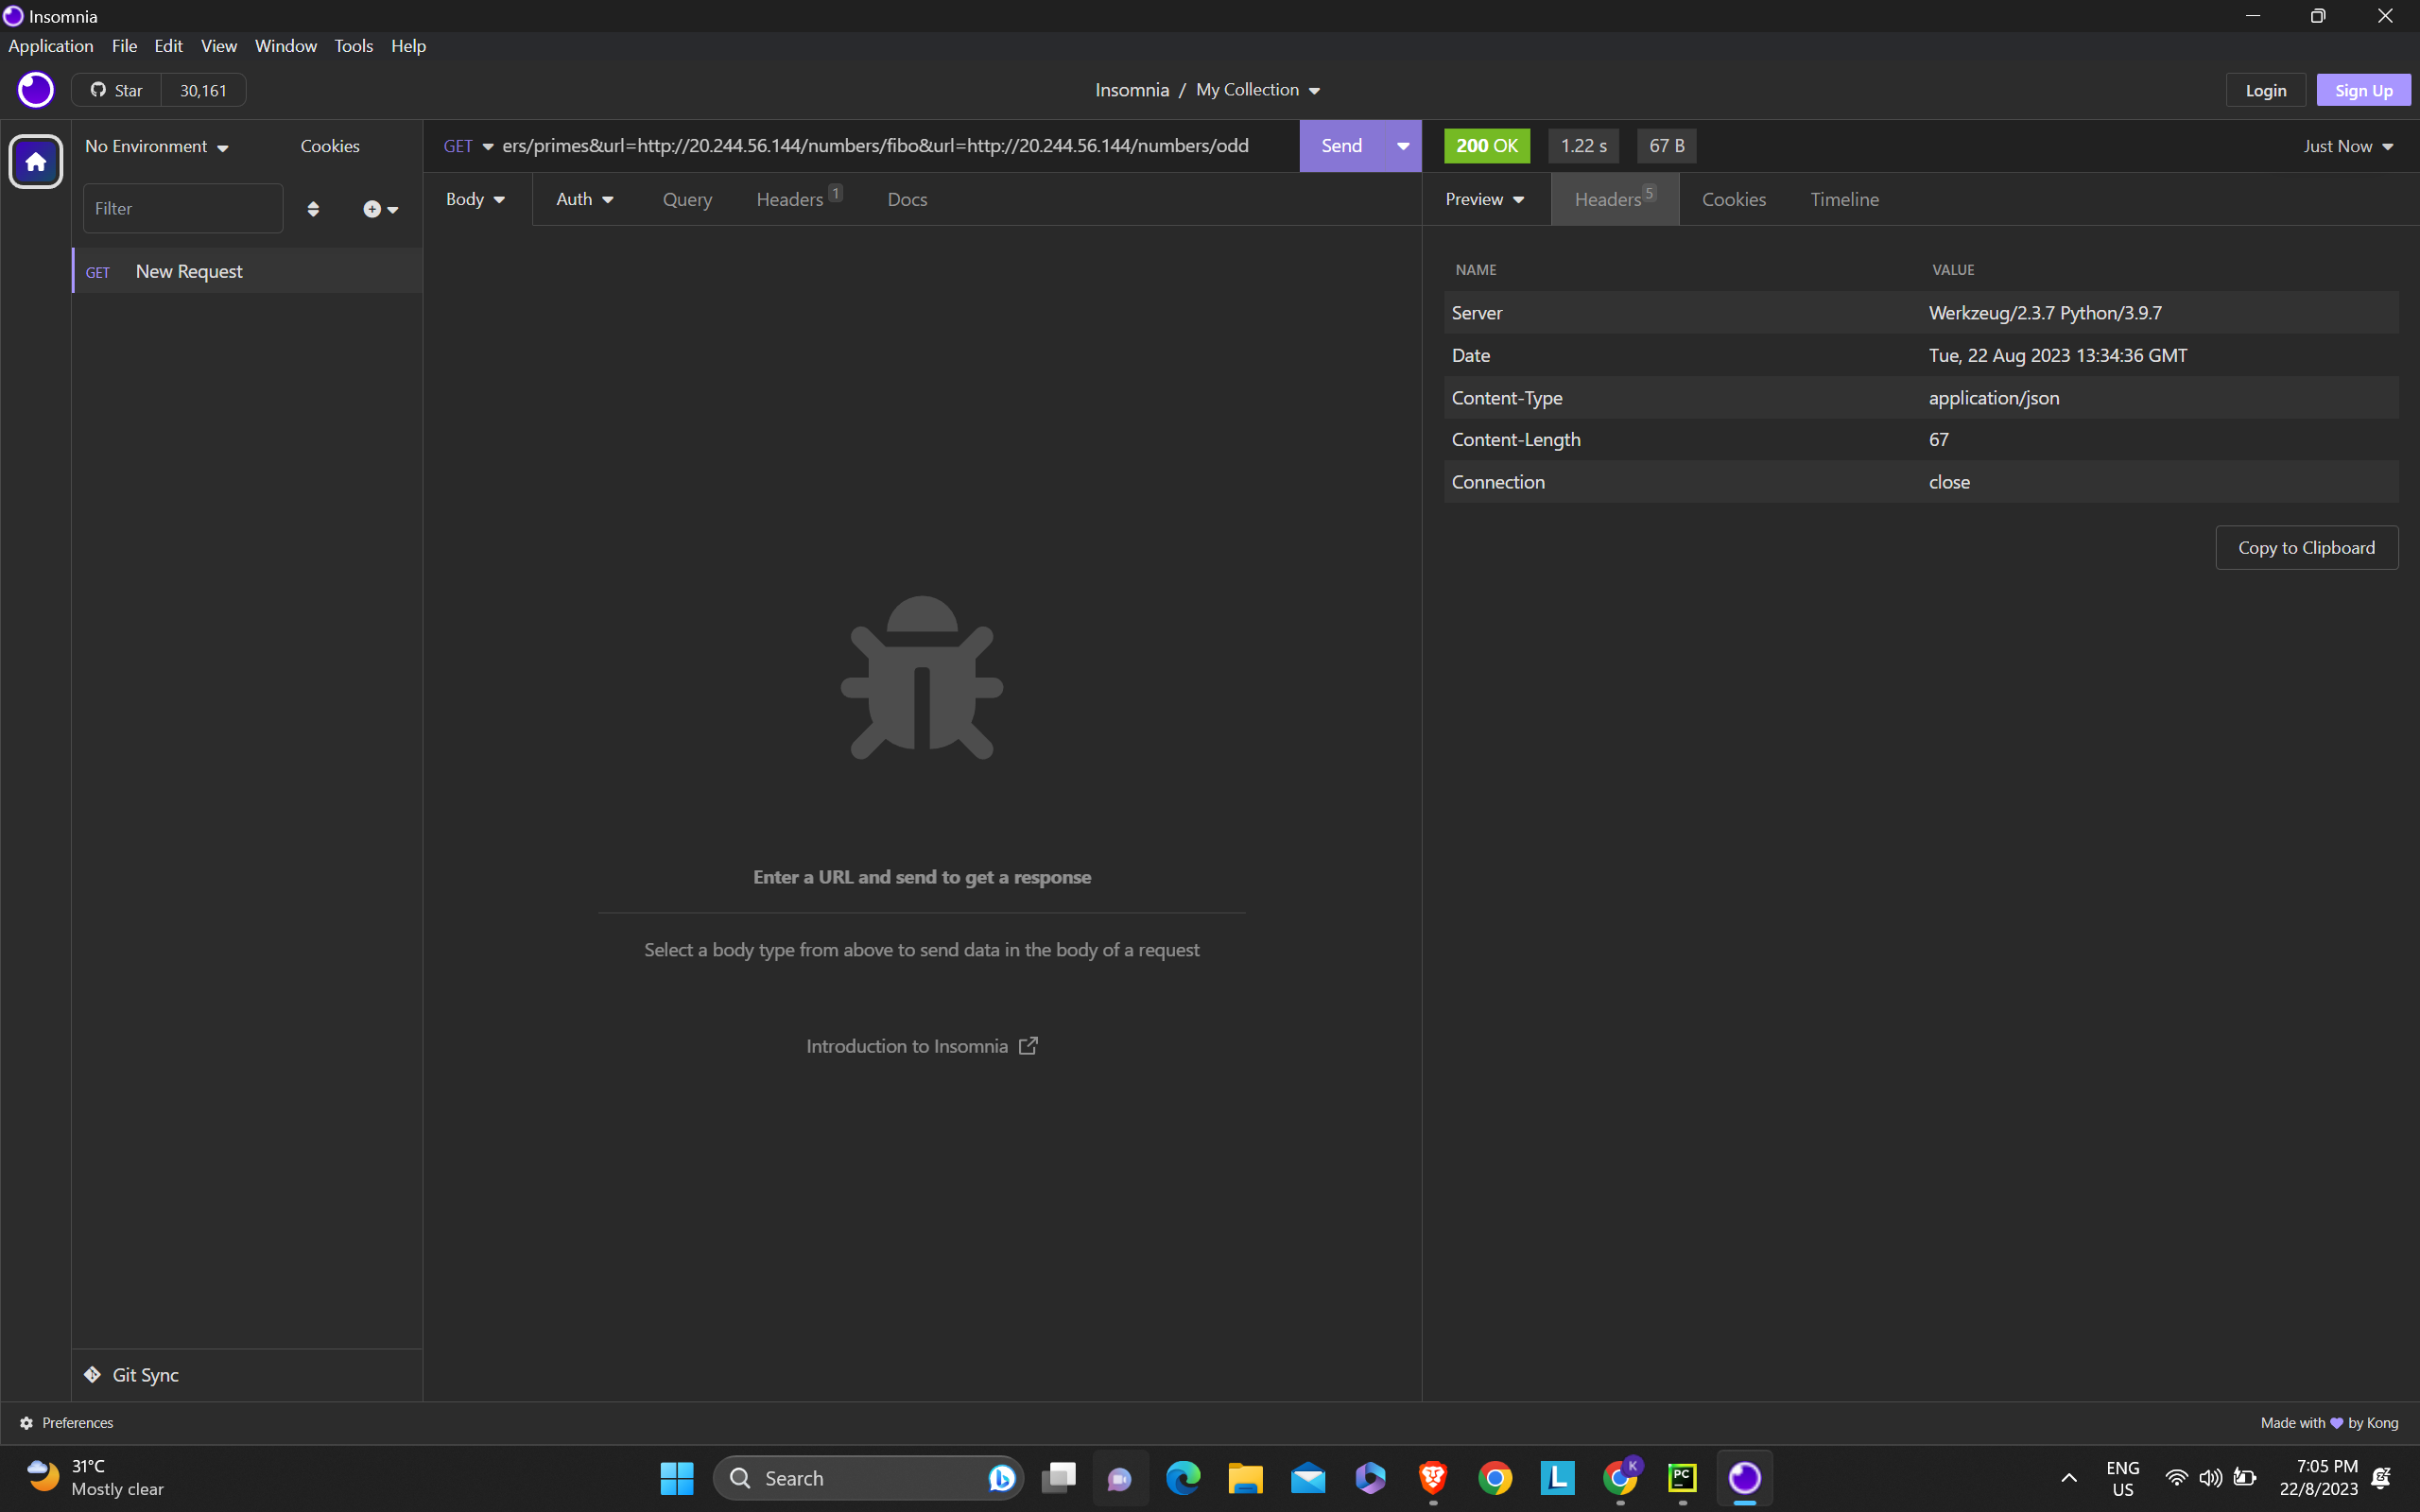 Insomnia
Application File Edit View Window Tools Help
Star 30,161
Insomnia / My Collection
Login Sign Up
No Environment Cookies
GET ers/primes&url=http://20.244.56.144/numbers/fibo&url=http://20.244.56.144/numbers/odd
Send
200 OK 1.22 s 67 B
Just Now
Filter
Body Auth Query Headers 1 Docs
Preview Headers 5 Cookies Timeline
GET New Request
NAME VALUE
Server Werkzeug/2.3.7 Python/3.9.7
Date Tue, 22 Aug 2023 13:34:36 GMT
Content-Type application/json
Content-Length 67
Connection close
Copy to Clipboard
Enter a URL and send to get a response
Select a body type from above to send data in the body of a request
Introduction to Insomnia
Git Sync
Preferences
Made with by Kong
31°C
Mostly clear
Search
L
K
PC
ENG
US
7:05 PM
22/8/2023